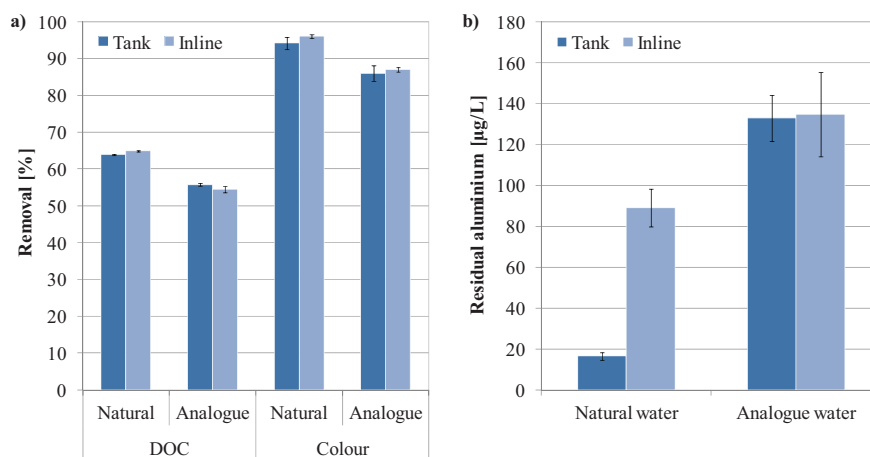 a)
Removal [%]
100
90
80
70
60
50
40
30
20
10
0
Tank Inline
Natural Analogue Natural Analogue
DOC Colour
b)
Residual aluminium [µg/L]
180
160
140
120
100
80
60
40
20
0
Tank Inline
Natural water Analogue water